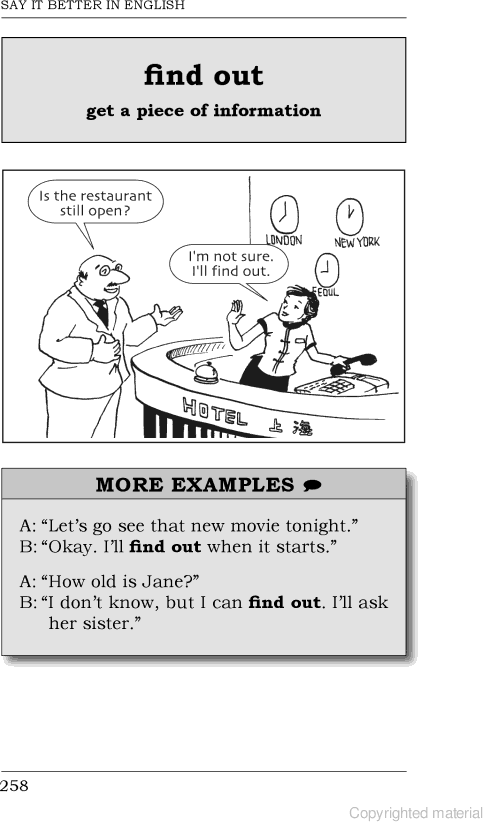 SAY IT BETTER IN ENGLISH
find out
get a piece of information
Is the restaurant
still open?
LONDON
NEW YORK
I'm not sure.
I'll find out.
SEOUL
HOTEL 上海
MORE EXAMPLES
A: “Let’s go see that new movie tonight.”
B: “Okay. I’ll find out when it starts.”
A: “How old is Jane?”
B: “I don’t know, but I can find out. I’ll ask
her sister.”
258
Copyrighted material